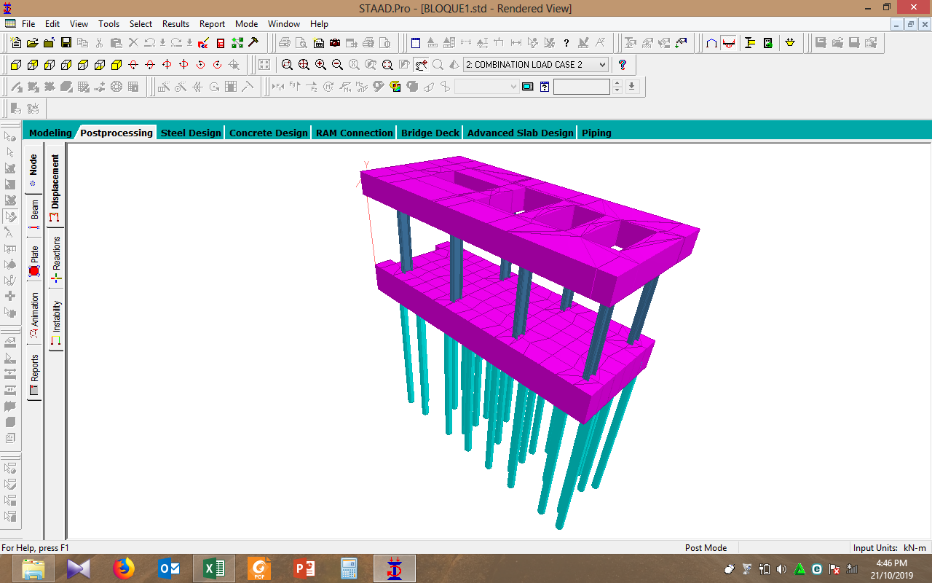 STAAD.Pro - [BLOQUE1.std - Rendered View]
File Edit View Tools Select Results Report Mode Window Help
2: COMBINATION LOAD CASE 2
Modeling Postprocessing Steel Design Concrete Design RAM Connection Bridge Deck Advanced Slab Design Piping
Node
Beam
Plate
Animation
Reports
Displacement
Reactions
Instability
Y
For Help, press F1
Post Mode
Input Units: kN-m
4:46 PM
21/10/2019